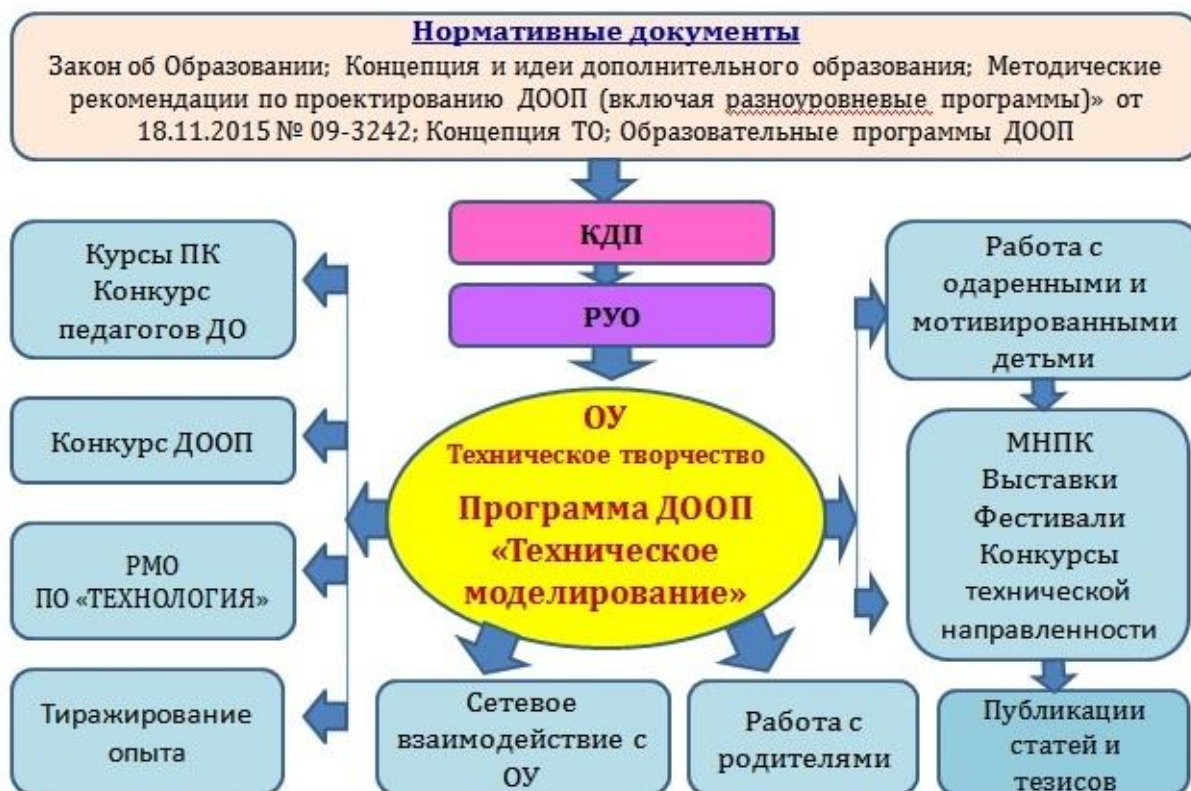 Нормативные документы
Закон об Образовании; Концепция и идеи дополнительного образования; Методические
рекомендации по проектированию ДООП (включая разноуровневые программы)» от
18.11.2015 № 09-3242; Концепция ТО; Образовательные программы ДООП
КДП
РУО
ОУ
Техническое творчество
Программа ДООП
«Техническое
моделирование»
Курсы ПК
Конкурс
педагогов ДО
Конкурс ДООП
РМО
ПО «ТЕХНОЛОГИЯ»
Тиражирование
опыта
Сетевое
взаимодействие с
ОУ
Работа с
родителями
Работа с
одаренными и
мотивированными
детьми
МНПК
Выставки
Фестивали
Конкурсы
технической
направленности
Публикации
статей и
тезисов